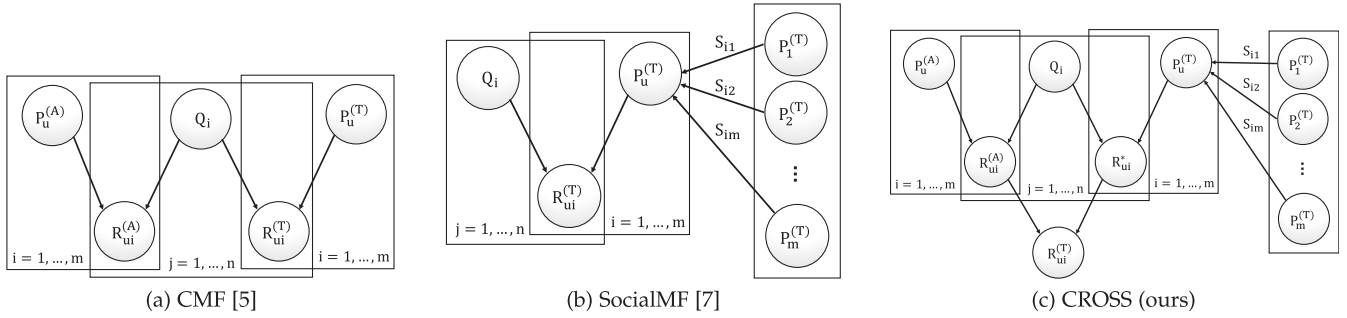 P_u^(A)
Q_i
P_u^(T)
R_ui^(A)
R_ui^(T)
i = 1, …, m
j = 1, …, n
i = 1, …, m
(a) CMF [5]
Q_i
P_u^(T)
S_i1
S_i2
S_im
P_1^(T)
P_2^(T)
…
P_m^(T)
R_ui^(T)
j = 1, …, n
i = 1, …, m
(b) SocialMF [7]
P_u^(A)
Q_i
P_u^(T)
S_i1
S_i2
S_im
P_1^(T)
P_2^(T)
…
P_m^(T)
R_ui^(A)
R_ui^*
i = 1, …, m
j = 1, …, n
i = 1, …, m
R_ui^(T)
(c) CROSS (ours)